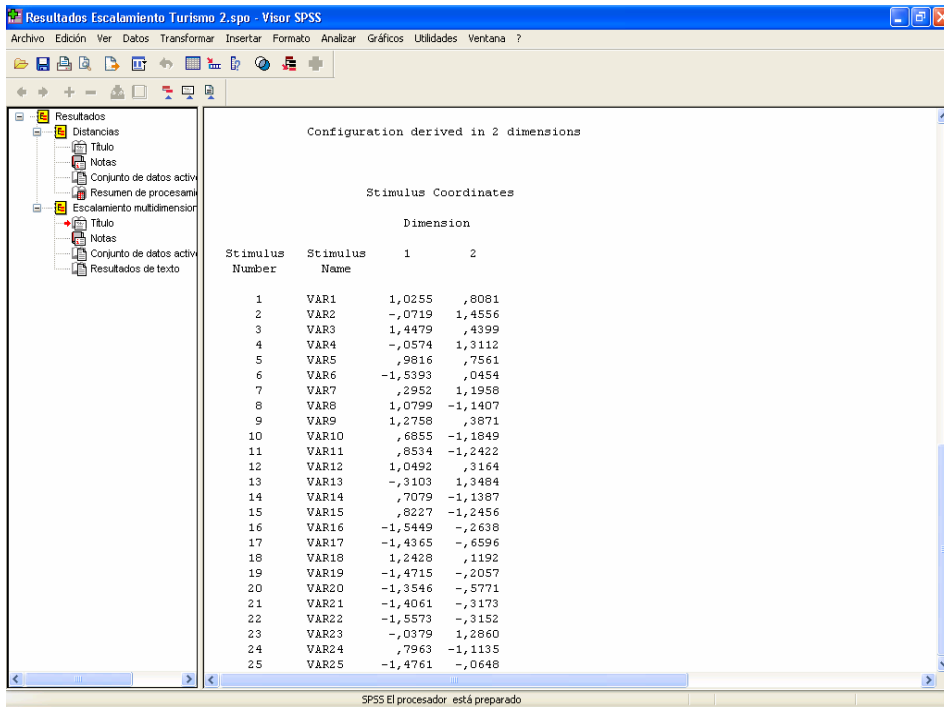 Resultados Escalamiento Turismo 2.spo - Visor SPSS
Archivo Edición Ver Datos Transformar Insertar Formato Analizar Gráficos Utilidades Ventana ?
Resultados
Distancias
Título
Notas
Conjunto de datos activ
Resumen de procesami
Escalamiento multidimension
Título
Notas
Conjunto de datos activ
Resultados de texto
Configuration derived in 2 dimensions
Stimulus Coordinates
Dimension
Stimulus Stimulus 1 2
Number Name
1 VAR1 1,0255 ,8081
2 VAR2 -,0719 1,4556
3 VAR3 1,4479 ,4399
4 VAR4 -,0574 1,3112
5 VAR5 ,9816 ,7561
6 VAR6 -1,5393 ,0454
7 VAR7 ,2952 1,1958
8 VAR8 1,0799 -1,1407
9 VAR9 1,2758 ,3871
10 VAR10 ,6855 -1,1849
11 VAR11 ,8534 -1,2422
12 VAR12 1,0492 ,3164
13 VAR13 -,3103 1,3484
14 VAR14 ,7079 -1,1387
15 VAR15 ,8227 -1,2456
16 VAR16 -1,5449 -,2638
17 VAR17 -1,4365 -,6596
18 VAR18 1,2428 ,1192
19 VAR19 -1,4715 -,2057
20 VAR20 -1,3546 -,5771
21 VAR21 -1,4061 -,3173
22 VAR22 -1,5573 -,3152
23 VAR23 -,0379 1,2860
24 VAR24 ,7963 -1,1135
25 VAR25 -1,4761 -,0648
SPSS El procesador está preparado